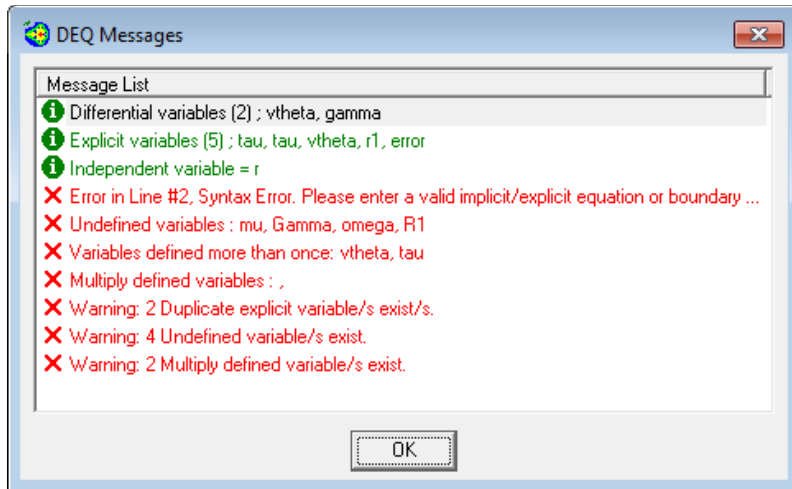 DEQ Messages
Message List
Differential variables (2) ; vtheta, gamma
Explicit variables (5) ; tau, tau, vtheta, r1, error
Independent variable = r
Error in Line #2, Syntax Error. Please enter a valid implicit/explicit equation or boundary ...
Undefined variables : mu, Gamma, omega, R1
Variables defined more than once: vtheta, tau
Multiply defined variables : ,
Warning: 2 Duplicate explicit variable/s exist/s.
Warning: 4 Undefined variable/s exist.
Warning: 2 Multiply defined variable/s exist.
OK